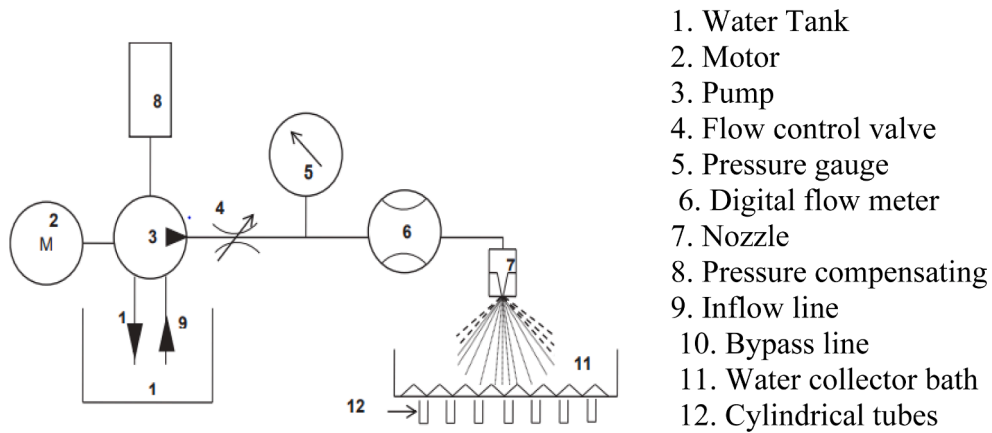 1. Water Tank
2. Motor
3. Pump
4. Flow control valve
5. Pressure gauge
6. Digital flow meter
7. Nozzle
8. Pressure compensating
9. Inflow line
10. Bypass line
11. Water collector bath
12. Cylindrical tubes
8
5
4
2
M
3
6
7
1
9
1
11
12